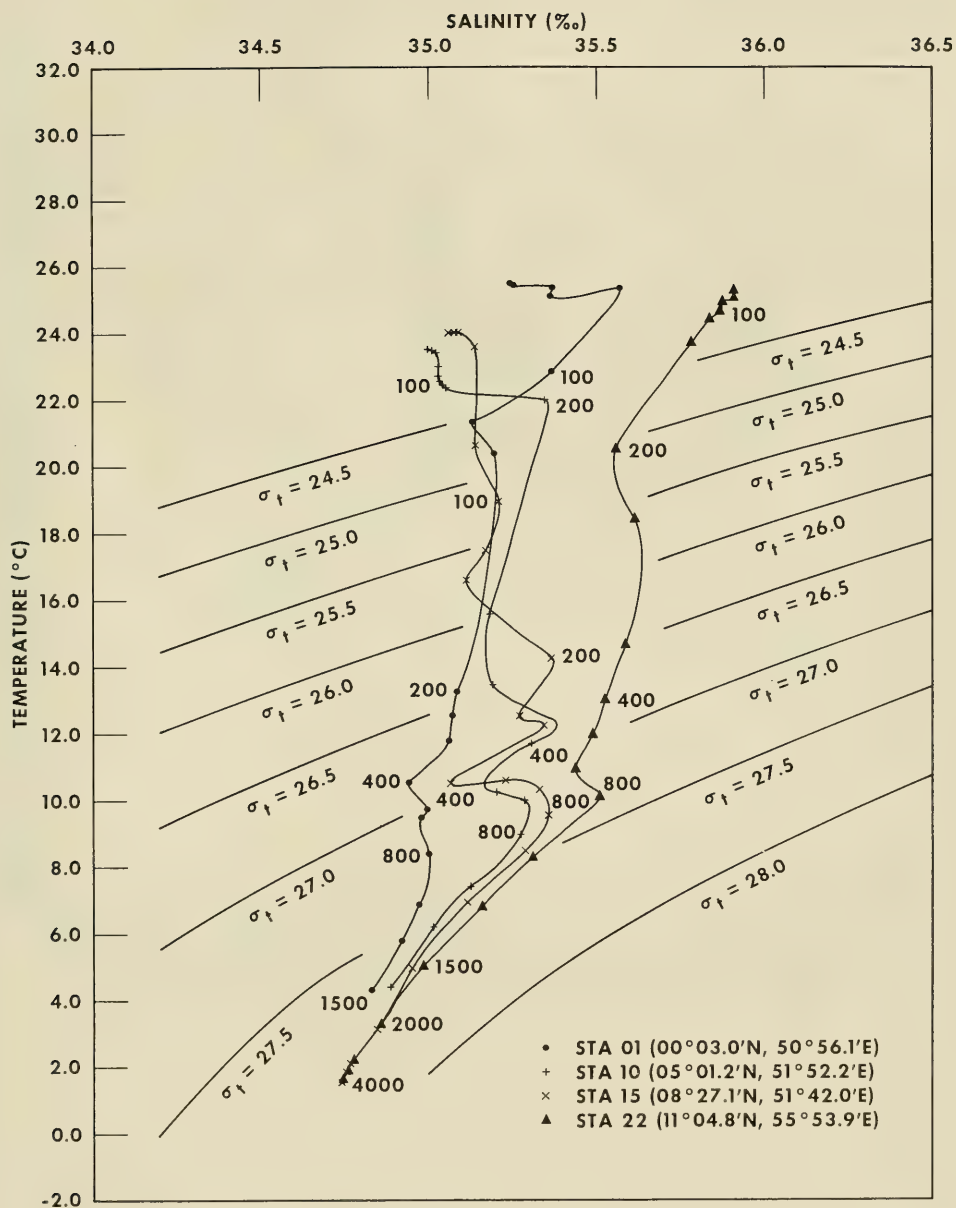 SALINITY (‰)
34.0 34.5 35.0 35.5 36.0 36.5
TEMPERATURE (°C)
32.0
30.0
28.0
26.0
24.0
22.0
20.0
18.0
16.0
14.0
12.0
10.0
8.0
6.0
4.0
2.0
0.0
-2.0
100
σt = 24.5
100
100
200
σt = 25.0
200
σt = 25.5
σt = 24.5
100
σt = 26.0
σt = 25.0
σt = 26.5
σt = 25.5
200
σt = 27.0
σt = 26.0
200
400
400
σt = 26.5
400
400
800
σt = 27.5
800
800
800
σt = 27.0
σt = 28.0
1500
1500
2000
σt = 27.5
4000
STA 01 (00°03.0'N, 50°56.1'E)
STA 10 (05°01.2'N, 51°52.2'E)
STA 15 (08°27.1'N, 51°42.0'E)
STA 22 (11°04.8'N, 55°53.9'E)